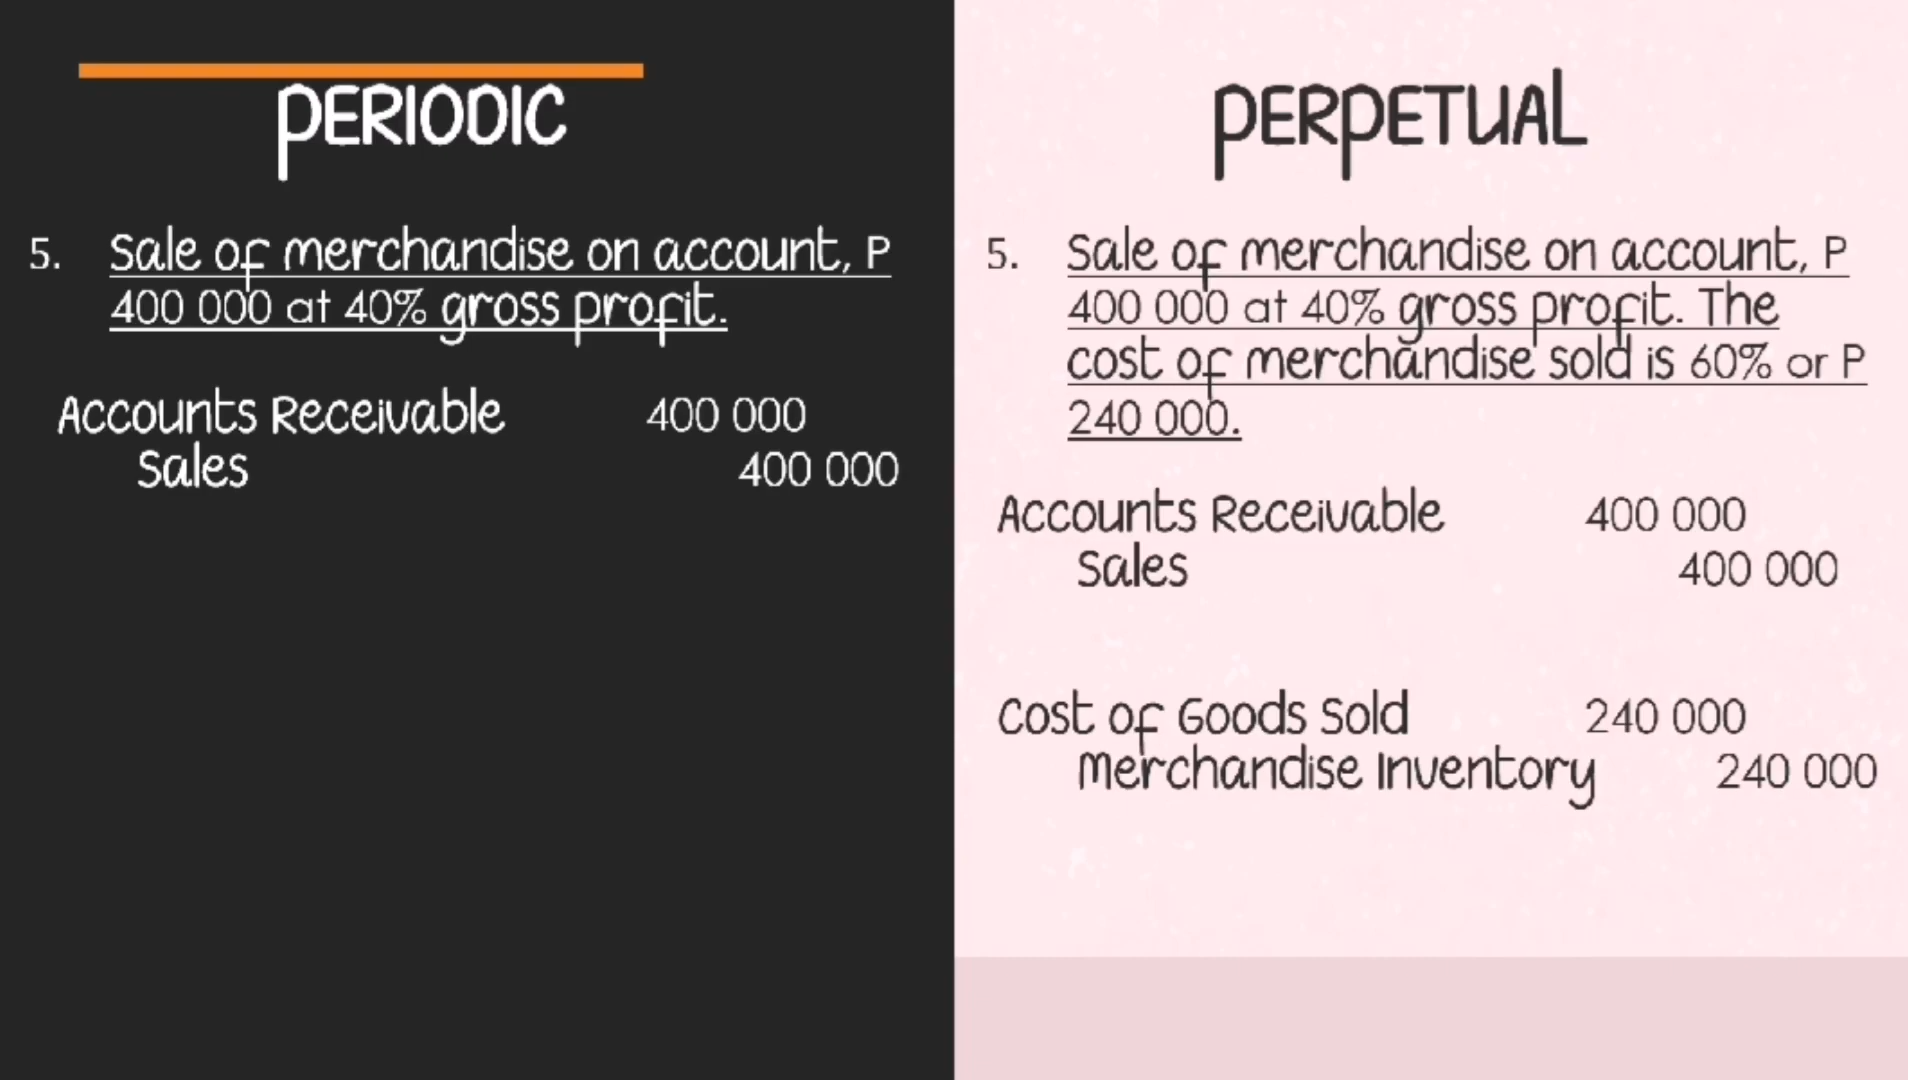 PERIODIC
5. Sale of merchandise on account, P
400 000 at 40% gross profit.
Accounts Receivable 400 000
Sales 400 000
PERPETUAL
5. Sale of merchandise on account, P
400 000 at 40% gross profit. The
cost of merchandise sold is 60% or P
240 000.
Accounts Receivable 400 000
Sales 400 000
Cost of Goods Sold 240 000
Merchandise Inventory 240 000